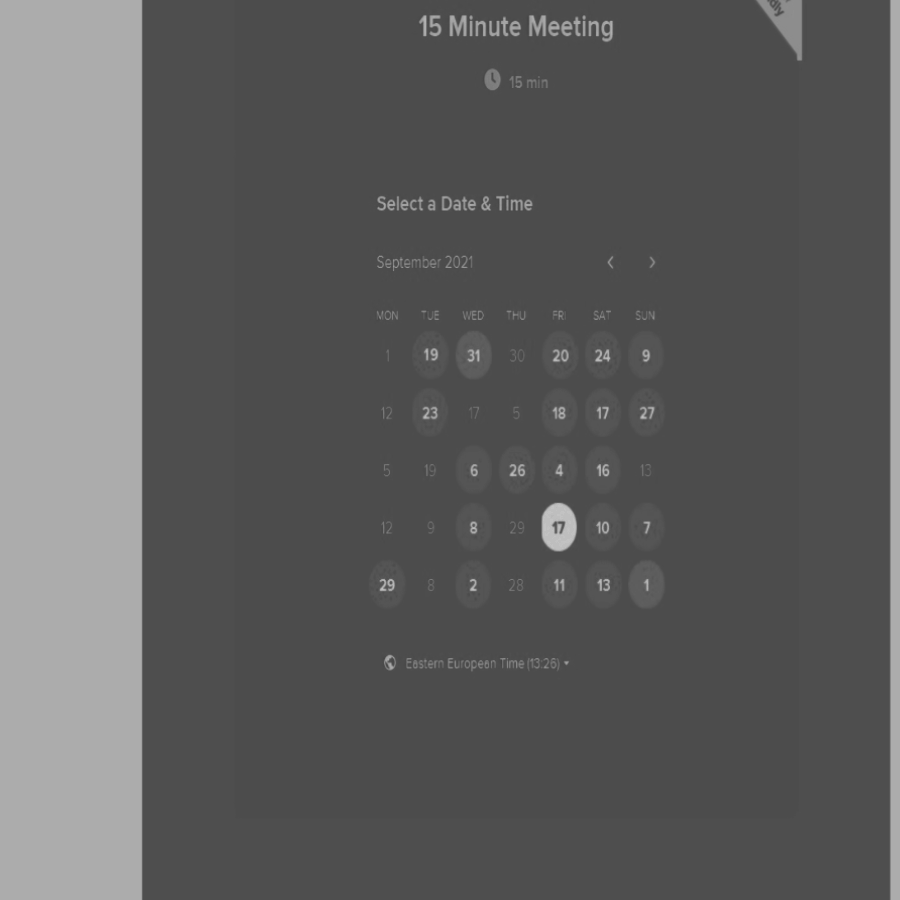 15 Minute Meeting
15 min
Select a Date & Time
September 2021
MON TUE WED THU FRI SAT SUN
1 19 31 30 20 24 9
12 23 17 5 18 17 27
5 19 6 26 4 16 13
12 9 8 29 17 10 7
29 8 2 28 11 13 1
Eastern European Time (13:26)